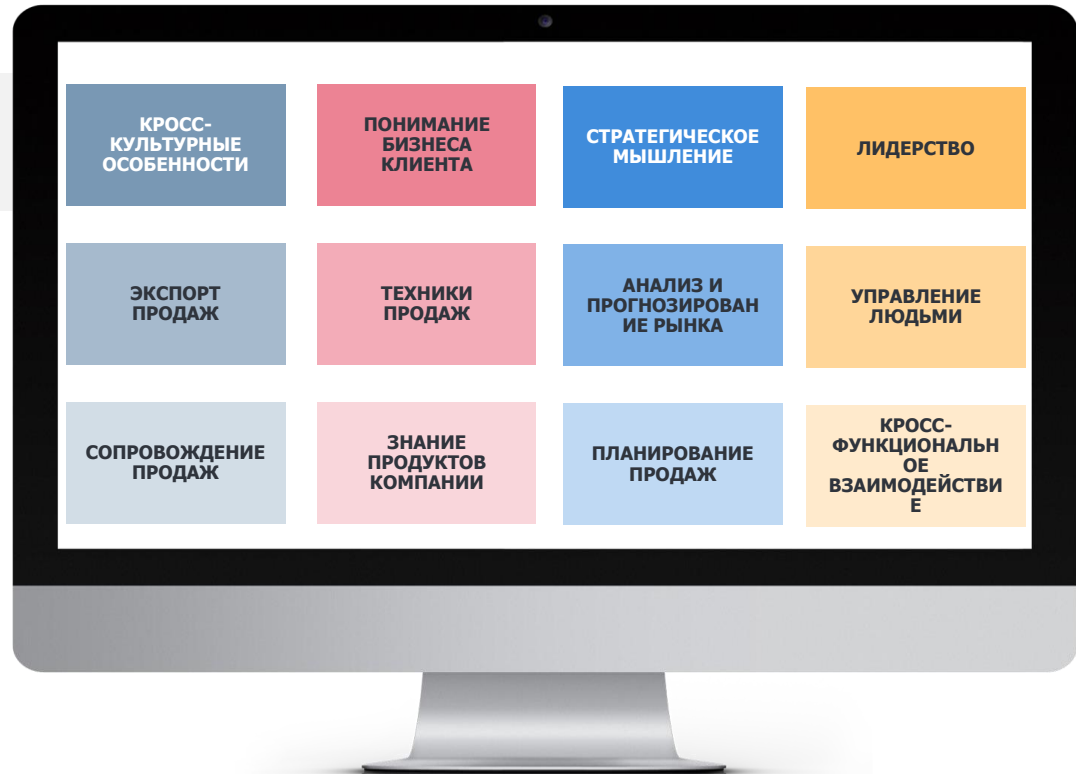 КРОСС-
КУЛЬТУРНЫЕ
ОСОБЕННОСТИ
ПОНИМАНИЕ
БИЗНЕСА
КЛИЕНТА
СТРАТЕГИЧЕСКОЕ
МЫШЛЕНИЕ
ЛИДЕРСТВО
ЭКСПОРТ
ПРОДАЖ
ТЕХНИКИ
ПРОДАЖ
АНАЛИЗ И
ПРОГНОЗИРОВАН
ИЕ РЫНКА
УПРАВЛЕНИЕ
ЛЮДЬМИ
СОПРОВОЖДЕНИЕ
ПРОДАЖ
ЗНАНИЕ
ПРОДУКТОВ
КОМПАНИИ
ПЛАНИРОВАНИЕ
ПРОДАЖ
КРОСС-
ФУНКЦИОНАЛЬН
ОЕ
ВЗАИМОДЕЙСТВИ
Е